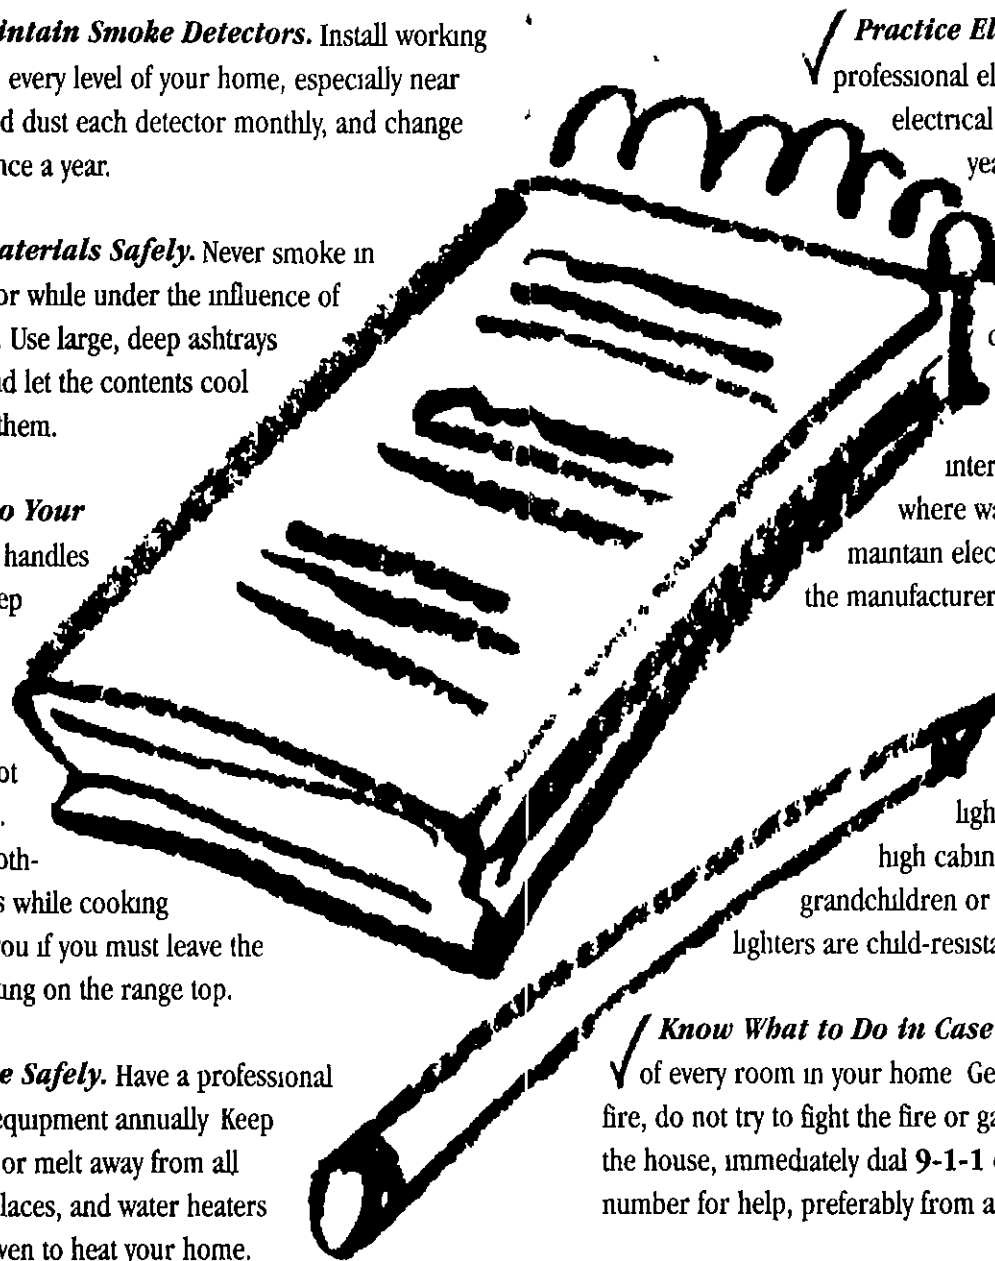 intain Smoke Detectors. Install working
every level of your home, especially near
d dust each detector monthly, and change
nce a year.
aterials Safely. Never smoke in
or while under the influence of
. Use large, deep ashtrays
nd let the contents cool
them.
o Your
handles
ep
ot
.
oth-
s while cooking
you if you must leave the
ung on the range top.
e Safely. Have a professional
equipment annually Keep
or melt away from all
laces, and water heaters
ven to heat your home.
Practice El
professional el
electrical
yea
inter
where wa
maintain elec
the manufacturer
ligh
high cabin
grandchildren or
lighters are child-resista
Know What to Do in Case
of every room in your home Ge
fire, do not try to fight the fire or ga
the house, immediately dial 9-1-1
number for help, preferably from a